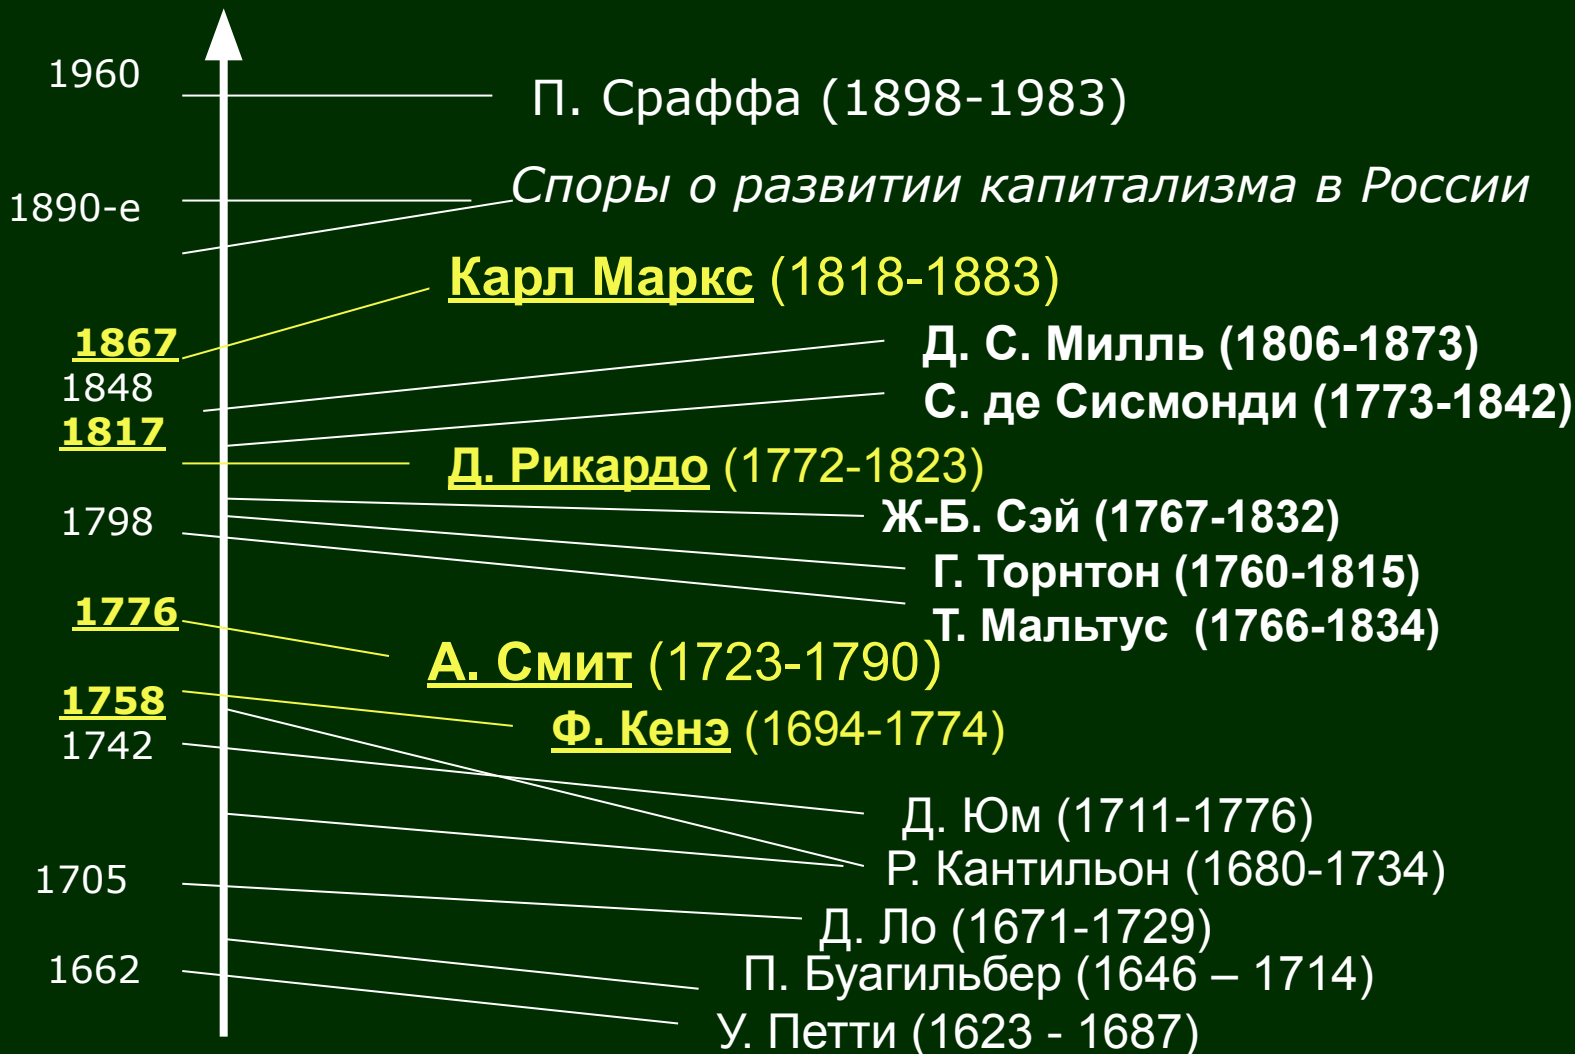 1960
П. Сраффа (1898-1983)
Споры о развитии капитализма в России
1890-е
Карл Маркс (1818-1883)
1867
Д. С. Милль (1806-1873)
1848
С. де Сисмонди (1773-1842)
1817
Д. Рикардо (1772-1823)
Ж-Б. Сэй (1767-1832)
1798
Г. Торнтон (1760-1815)
1776
Т. Мальтус (1766-1834)
А. Смит (1723-1790)
1758
Ф. Кенэ (1694-1774)
1742
Д. Юм (1711-1776)
Р. Кантильон (1680-1734)
1705
Д. Ло (1671-1729)
1662
П. Буагильбер (1646 – 1714)
У. Петти (1623 - 1687)